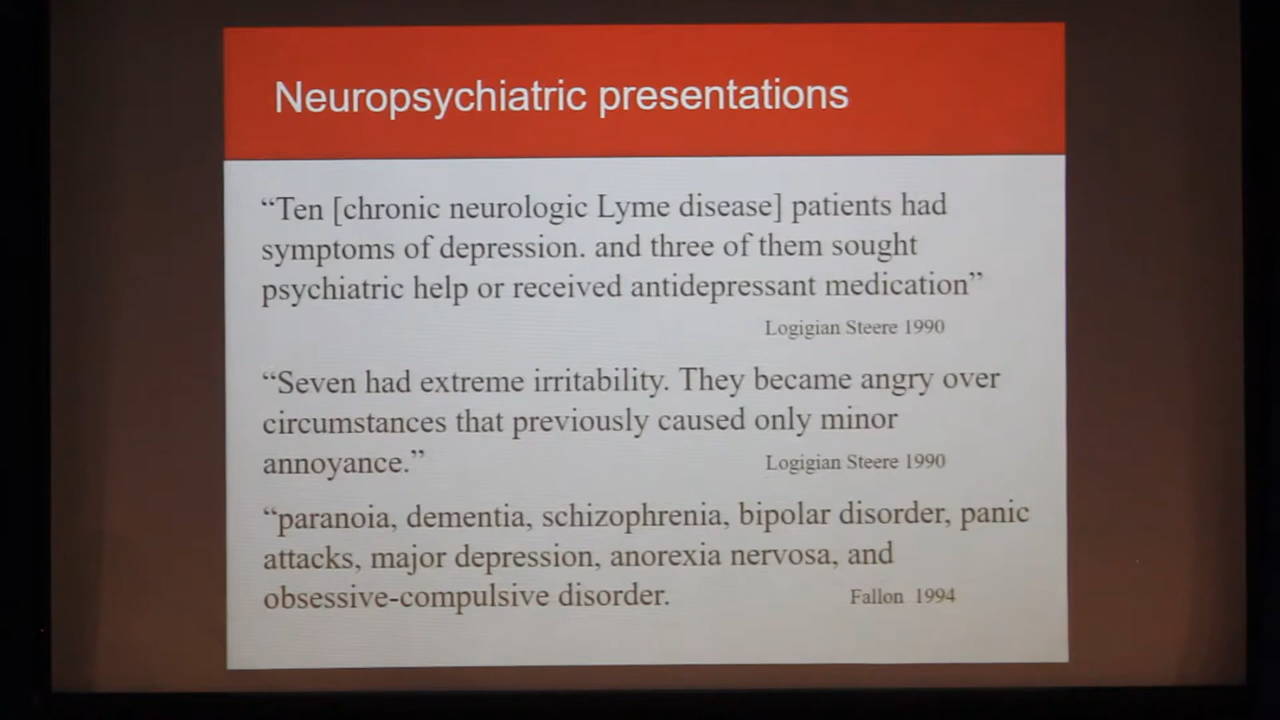 Neuropsychiatric presentations
“Ten [chronic neurologic Lyme disease] patients had
symptoms of depression. and three of them sought
psychiatric help or received antidepressant medication”
Logigian Steere 1990
“Seven had extreme irritability. They became angry over
circumstances that previously caused only minor
annoyance.”
Logigian Steere 1990
“paranoia, dementia, schizophrenia, bipolar disorder, panic
attacks, major depression, anorexia nervosa, and
obsessive-compulsive disorder.
Fallon 1994